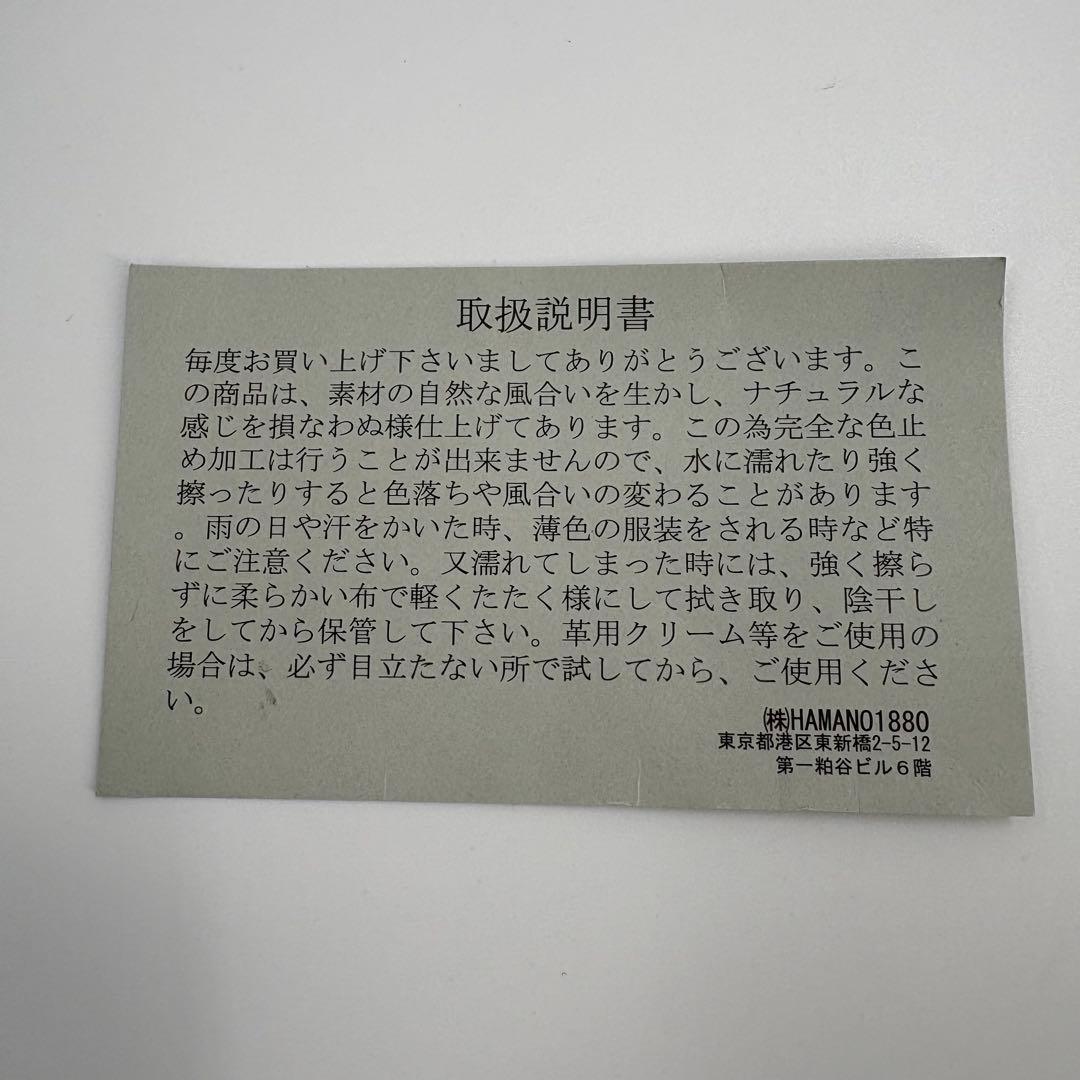 取扱説明書
毎度お買い上げ下さいましてありがとうございます。こ
の商品は、素材の自然な風合いを生かし、ナチュラルな
感じを損なわぬ様仕上げてあります。この為完全な色止
め加工は行うことが出来ませんので、水に濡れたり強く
擦ったりすると色落ちや風合いの変わることがあります
。雨の日や汗をかいた時、薄色の服装をされる時など特
にご注意ください。又濡れてしまった時には、強く擦ら
ずに柔らかい布で軽くたたく様にして拭き取り、陰干し
をしてから保管して下さい。革用クリーム等をご使用の
場合は、必ず目立たない所で試してから、ご使用くださ
い。
㈱HAMANO1880
東京都港区東新橋2-5-12
第一粕谷ビル６階